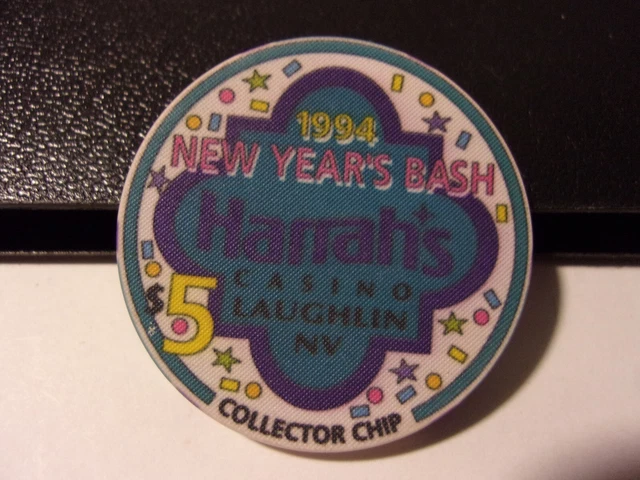 1994
NEW YEAR'S BASH
Harrah's
CASINO
LAUGHLIN
NV
$5
COLLECTOR CHIP